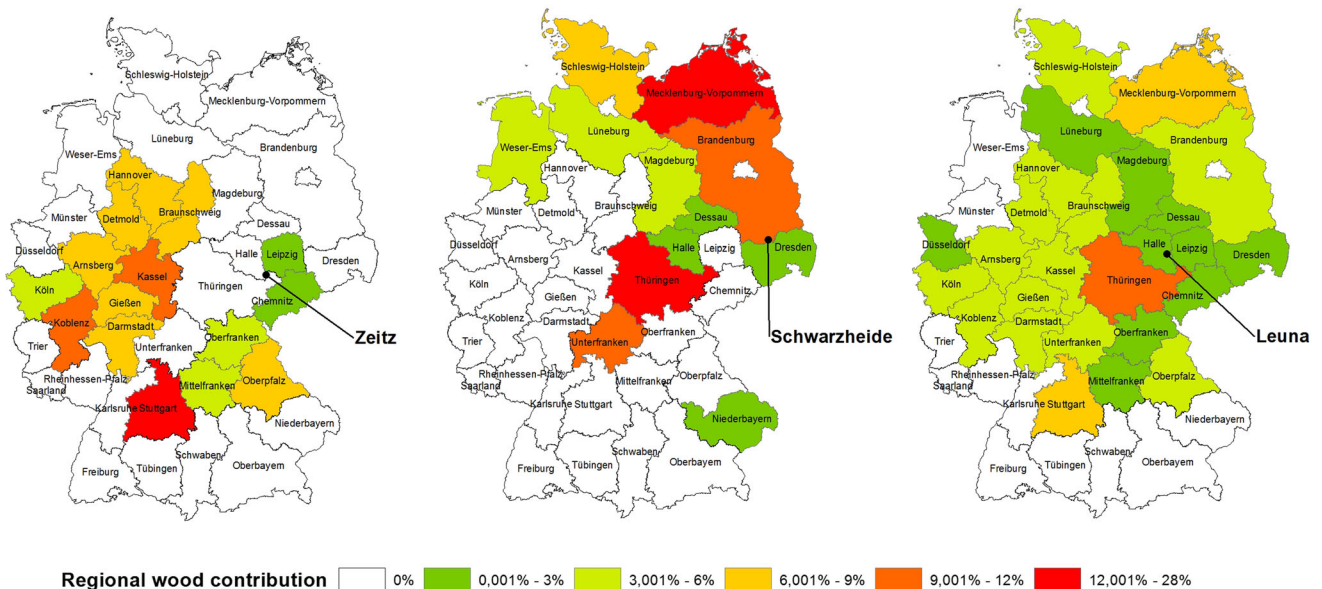 Schleswig-Holstein
Mecklenburg-Vorpommern
Lüneburg
Brandenburg
Weser-Ems
Hannover
Magdeburg
Braunschweig
Münster
Detmold
Dessau
Düsseldorf
Halle
Leipzig
Arnsberg
Dresden
Kassel
Köln
Thüringen
Gießen
Chemnitz
Koblenz
Darmstadt
Zeitz
Trier
Unterfranken
Oberfranken
Rheinhessen-Pfalz
Saarland
Mittelfranken
Oberpfalz
Karlsruhe
Stuttgart
Niederbayern
Schwaben
Freiburg
Tübingen
Oberbayern
Schleswig-Holstein
Mecklenburg-Vorpommern
Lüneburg
Brandenburg
Weser-Ems
Magdeburg
Hannover
Münster
Detmold
Braunschweig
Dessau
Düsseldorf
Halle
Leipzig
Dresden
Arnsberg
Kassel
Köln
Thüringen
Gießen
Chemnitz
Koblenz
Darmstadt
Oberfranken
Schwarzheide
Trier
Unterfranken
Rheinhessen-Pfalz
Saarland
Mittelfranken
Oberpfalz
Karlsruhe
Stuttgart
Niederbayern
Schwaben
Freiburg
Tübingen
Oberbayern
Schleswig-Holstein
Mecklenburg-Vorpommern
Lüneburg
Brandenburg
Weser-Ems
Magdeburg
Hannover
Braunschweig
Münster
Detmold
Dessau
Düsseldorf
Halle
Leipzig
Dresden
Arnsberg
Kassel
Köln
Thüringen
Gießen
Chemnitz
Koblenz
Darmstadt
Oberfranken
Leuna
Trier
Unterfranken
Rheinhessen-Pfalz
Saarland
Mittelfranken
Oberpfalz
Karlsruhe
Stuttgart
Niederbayern
Schwaben
Freiburg
Tübingen
Oberbayern
Regional wood contribution 0% 0,001% - 3% 3,001% - 6% 6,001% - 9% 9,001% - 12% 12,001% - 28%